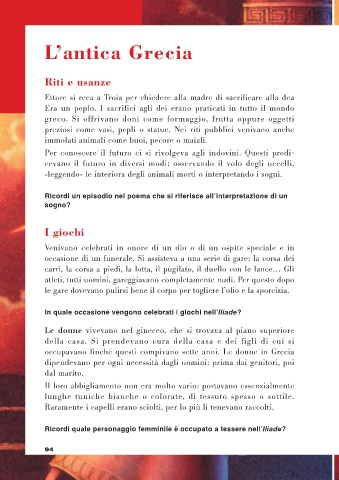 L'antica Grecia
Riti e usanze
Ettore si reca a Troia per chiedere alla madre di sacrificare alla dea
Era un peplo. I sacrifici agli dei erano praticati in tutto il mondo
greco. Si offrivano doni come formaggio, frutta oppure oggetti
preziosi come vasi, pepli o statue. Nei riti pubblici venivano anche
immolati animali come buoi, pecore o maiali.
Per conoscere il futuro ci si rivolgeva agli indovini. Questi predi-
cevano il futuro in diversi modi: osservando il volo degli uccelli,
«leggendo» le interiora degli animali morti o interpretando i sogni.
Ricordi un episodio nel poema che si riferisce all'interpretazione di un
sogno?
I giochi
Venivano celebrati in onore di un dio o di un ospite speciale e in
occasione di un funerale. Si assisteva a una serie di gare: la corsa dei
carri, la corsa a piedi, la lotta, il pugilato, il duello con le lance… Gli
atleti, tutti uomini, gareggiavano completamente nudi. Per questo dopo
le gare dovevano pulirsi bene il corpo per togliere l'olio e la sporcizia.
In quale occasione vengono celebrati i giochi nell'Iliade?
Le donne vivevano nel gineceo, che si trovava al piano superiore
della casa. Si prendevano cura della casa e dei figli di cui si
occupavano finché questi compivano sette anni. Le donne in Grecia
dipendevano per ogni necessità dagli uomini: prima dai genitori, poi
dal marito.
Il loro abbigliamento non era molto vario: portavano essenzialmente
lunghe tuniche bianche o colorate, di tessuto spesso o sottile.
Raramente i capelli erano sciolti, per lo più li tenevano raccolti.
Ricordi quale personaggio femminile è occupato a tessere nell'Iliade?
94